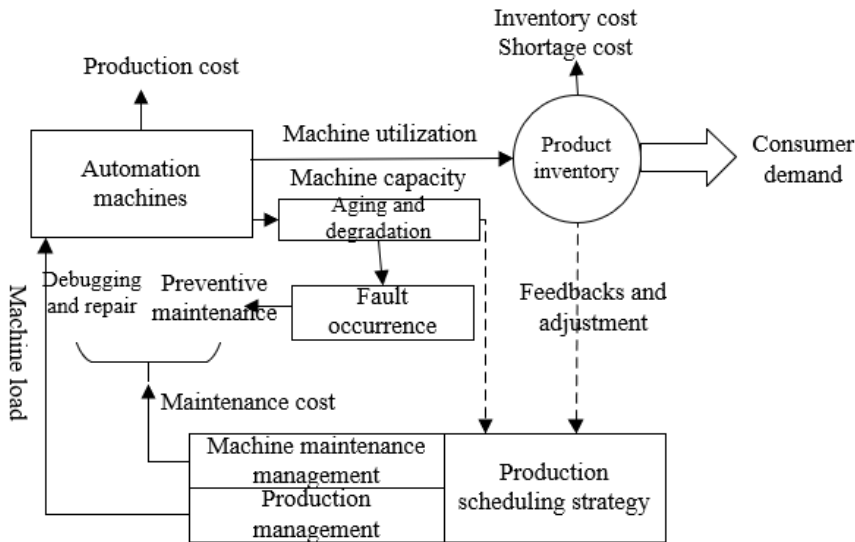 Inventory cost
Shortage cost
Production cost
Machine utilization
Product
inventory
Consumer
demand
Automation
machines
Machine capacity
Aging and
degradation
Debugging
and repair
Preventive
maintenance
Fault
occurrence
Feedbacks and
adjustment
Machine load
Maintenance cost
Machine maintenance
management
Production
management
Production
scheduling strategy